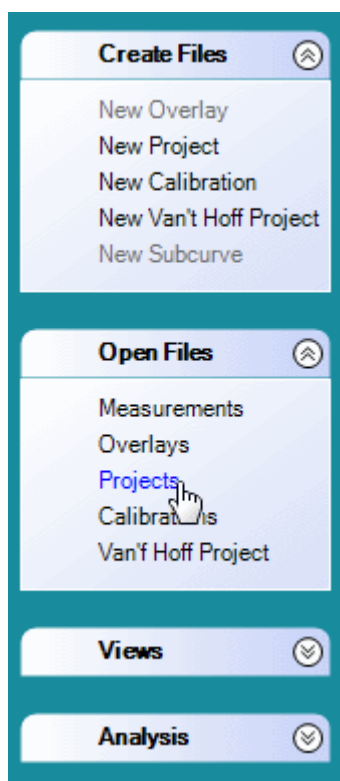 Create Files
New Overlay
New Project
New Calibration
New Van't Hoff Project
New Subcurve
Open Files
Measurements
Overlays
Projects
Calibrations
Van'f Hoff Project
Views
Analysis